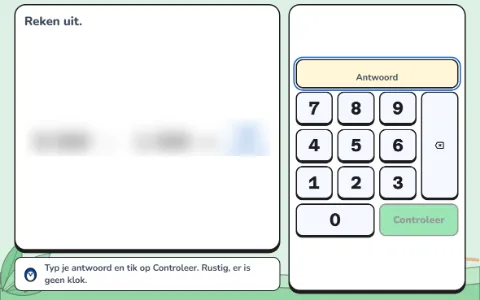 Reken uit.
Antwoord
7 8 9
4 5 6
1 2 3
0 Controleer
Typ je antwoord en tik op Controleer. Rustig, er is
geen klok.